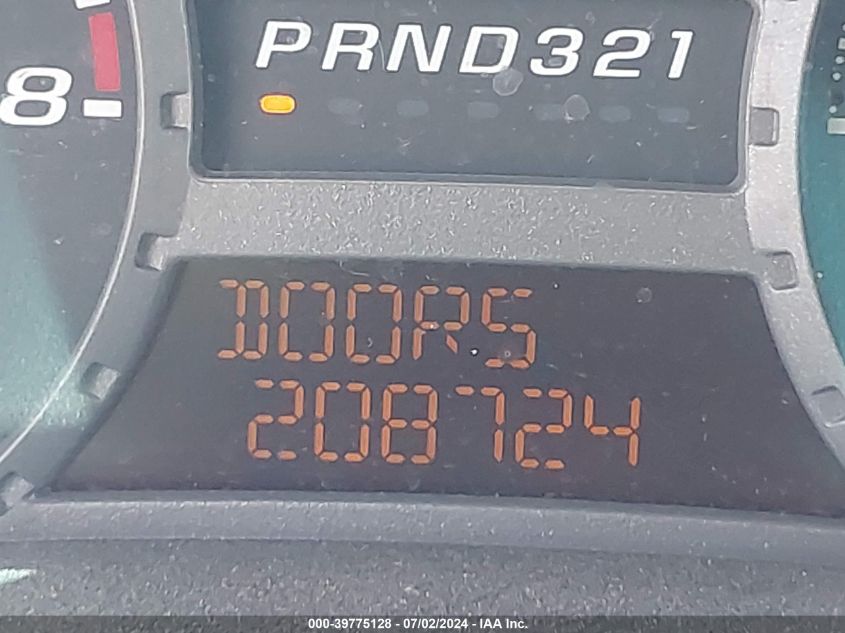 PRND321
8
DOORS
208724
000-39775128 - 07/02/2024 - IAA Inc.